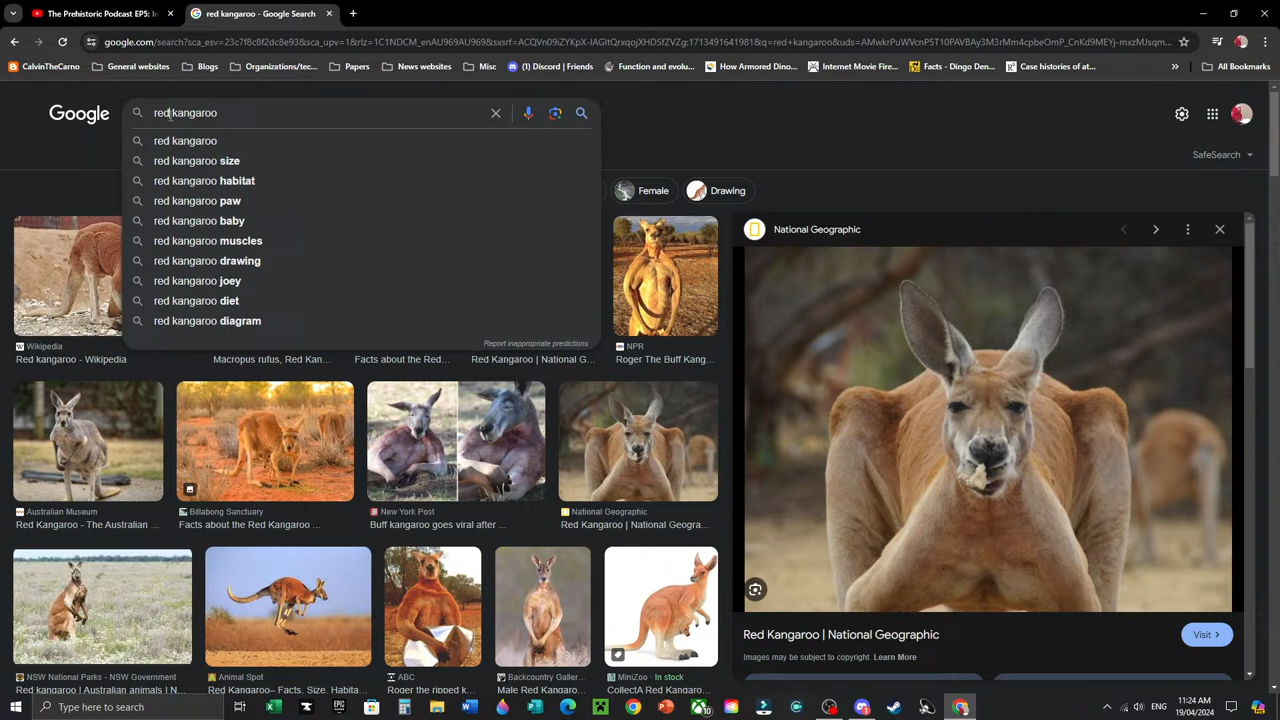 The Prehistoric Podcast EP5: In
red kangaroo - Google Search
google.com/search?sca_esv=23c7f8c8f2dc8e93&sca_upv=1&rlz=1C1NDCM_enAU969AU969&sxsrf=
CalvinTheCarno
General websites
Blogs
Organizations/tec...
Papers
News websites
Misc
Discord | Friends
Function and evolu...
How Armored Dino...
Internet Movie Firer...
Facts - Dingo Den...
Case histories of at...
All Bookmarks
Google
red kangaroo
SafeSearch
red kangaroo
red kangaroo size
red kangaroo habitat
red kangaroo paw
red kangaroo baby
red kangaroo muscles
red kangaroo drawing
red kangaroo joey
red kangaroo diet
red kangaroo diagram
Report inappropriate predictions
Female
Drawing
National Geographic
Wikipedia
Red kangaroo - Wikipedia
Macropus rufus, Red Kan...
Facts about the Red...
Red Kangaroo | National G...
NPR
Roger The Buff Kang...
Australian Museum
Red Kangaroo - The Australian ...
Billabong Sanctuary
Facts about the Red Kangaroo ...
New York Post
Buff kangaroo goes viral after ...
National Geographic
Red Kangaroo | National Geogra...
NSW National Parks - NSW Government
Red kangaroo | Australian animals | N...
Animal Spot
Red Kangaroo– Facts, Size, Habita...
ABC
Roger the ripped k...
Backcountry Galler...
Male Red Kangaroo...
MiniZoo · In stock
CollectA Red Kangaroo...
Red Kangaroo | National Geographic
Visit
Images may be subject to copyright. Learn More
Type here to search
10
ENG
11:24 AM
19/04/2024